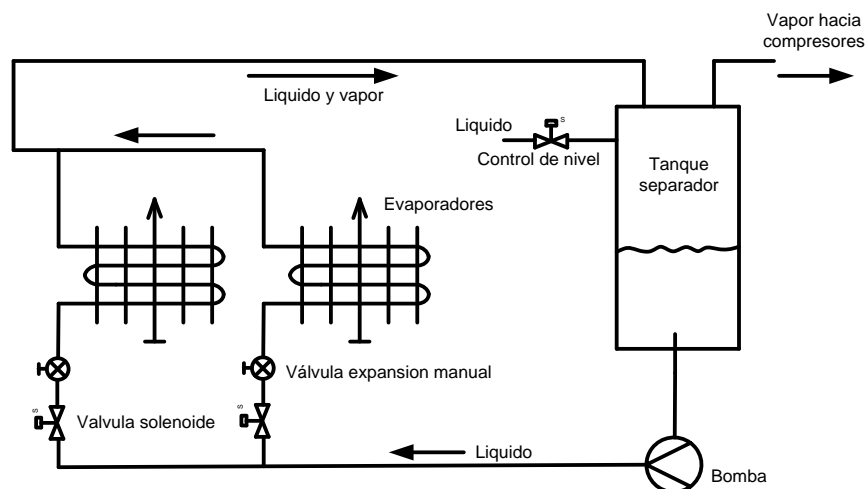 Vapor hacia
compresores
Liquido y vapor
Liquido
S
Control de nivel
Tanque
separador
Evaporadores
Válvula expansion manual
S
Valvula solenoide
S
Liquido
Bomba